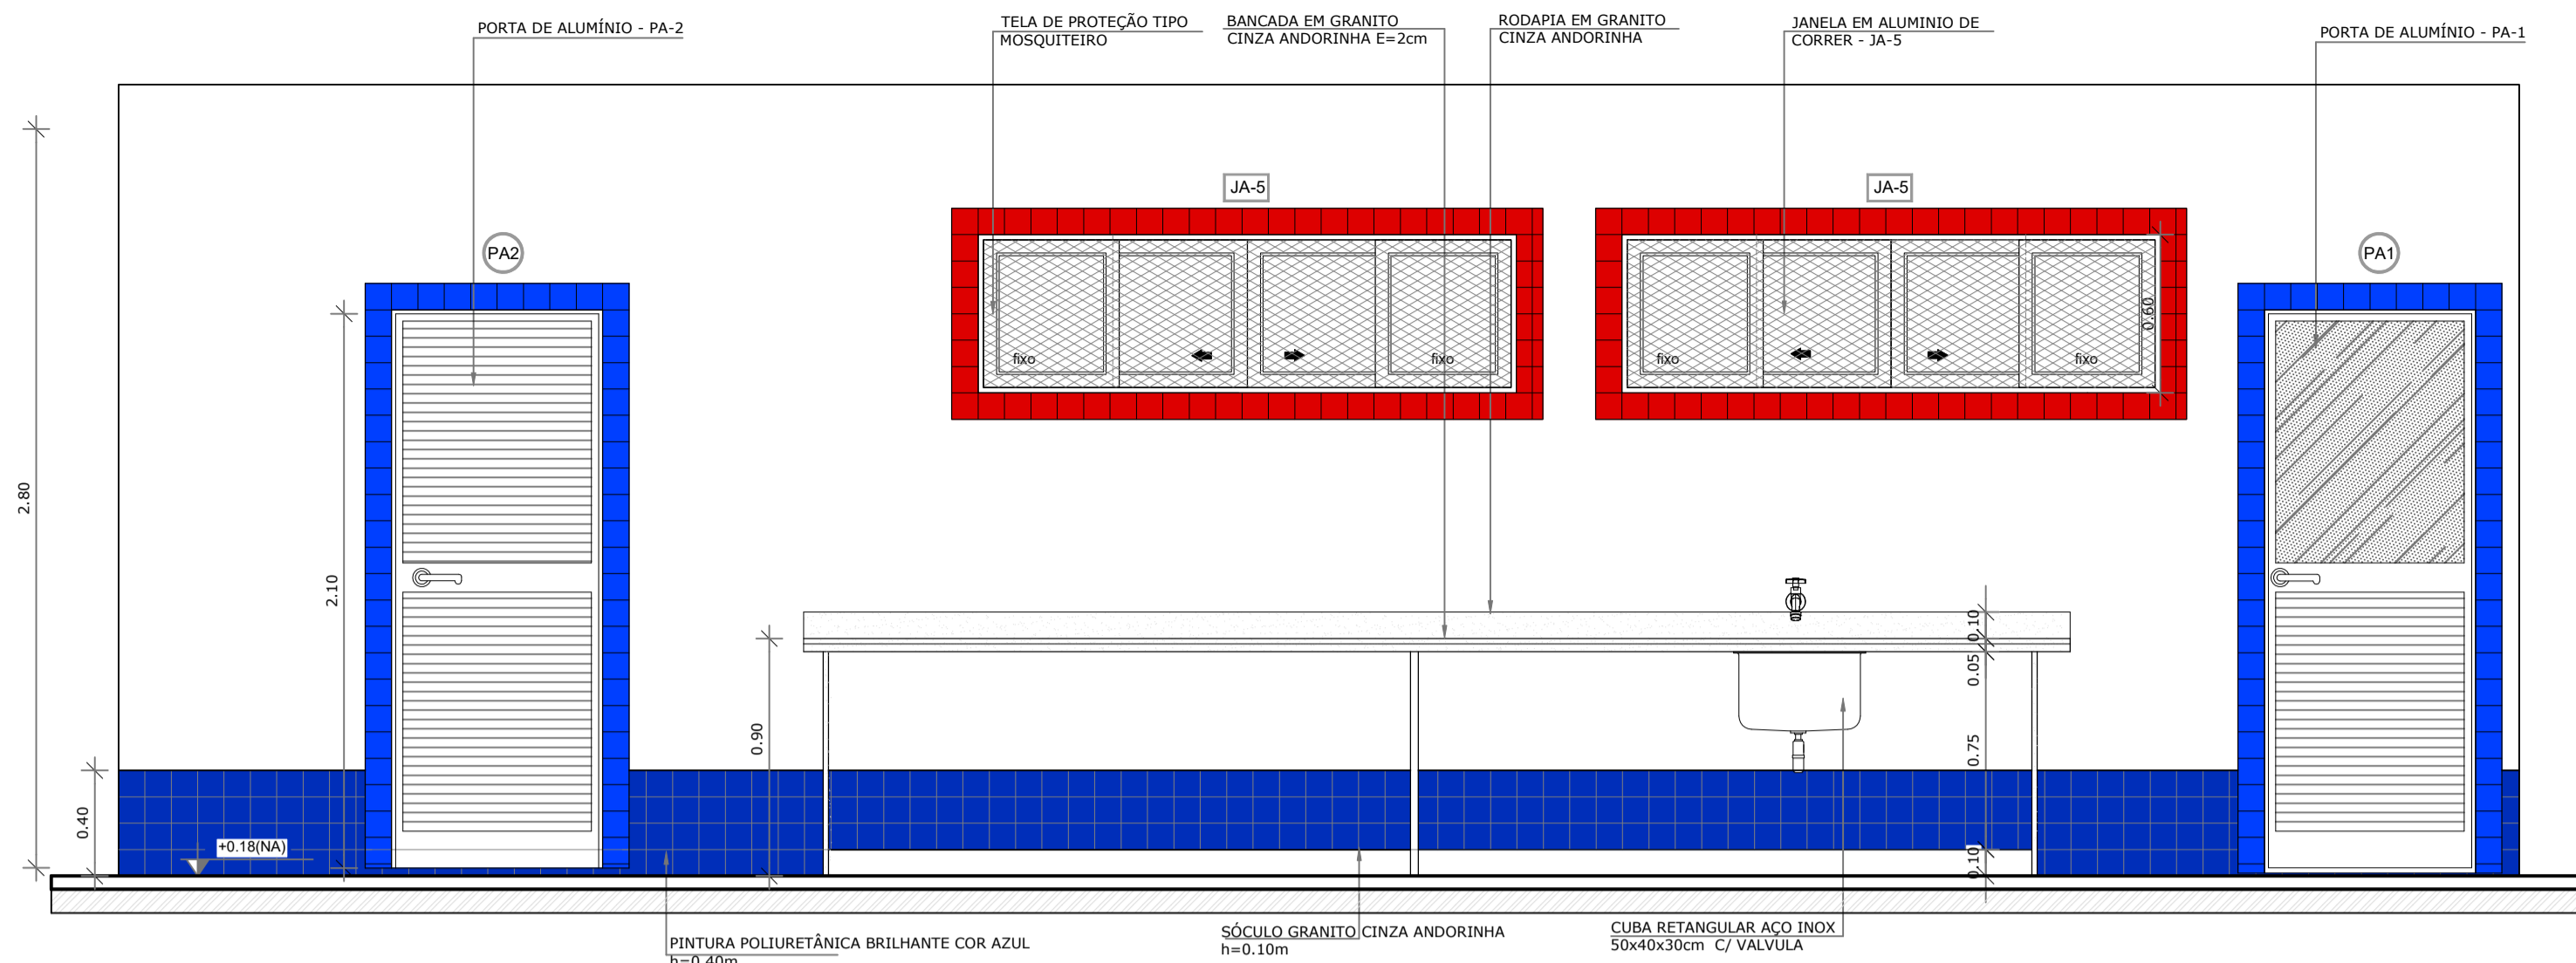 PORTA DE ALUMÍNIO - PA-2
TELA DE PROTEÇÃO TIPO
MOSQUITEIRO
BANCADA EM GRANITO
CINZA ANDORINHA E=2cm
RODAPIA EM GRANITO
CINZA ANDORINHA
JANELA EM ALUMINIO DE
CORRER - JA-5
PORTA DE ALUMÍNIO - PA-1
JA-5
JA-5
PA2
PA1
0.60
fixo
fixo
fixo
fixo
2.80
2.10
0.90
0.40
0.10
0.05
0.75
0.10
+0.18(NA)
PINTURA POLIURETÂNICA BRILHANTE COR AZUL
h=0.40m
SÓCULO GRANITO CINZA ANDORINHA
h=0.10m
CUBA RETANGULAR AÇO INOX
50x40x30cm C/ VALVULA